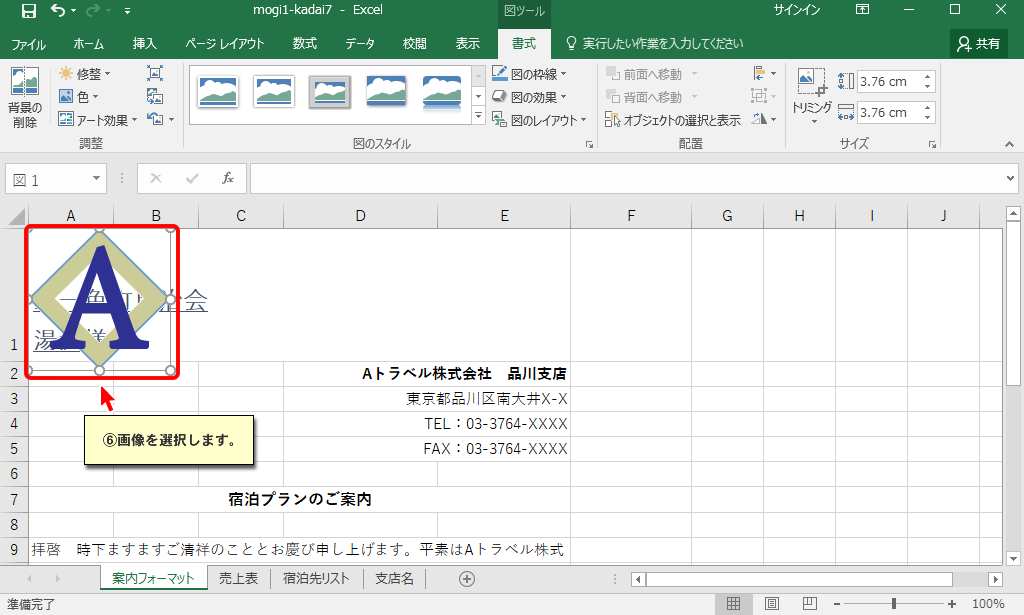 mogi1-kadai7 - Excel
図ツール
サインイン
ファイル ホーム 挿入 ページ レイアウト 数式 データ 校閲 表示 書式 実行したい作業を入力してください 共有
背景の
削除
修整
色
アート効果
調整
図のスタイル
図の枠線
図の効果
図のレイアウト
前面へ移動
背面へ移動
オブジェクトの選択と表示
配置
トリミング
3.76 cm
3.76 cm
サイズ
図 1
fx
A B C D E F G H I J
A
治会
1
2 Aトラベル株式会社 品川支店
3 東京都品川区南大井X-X
4 TEL：03-3764-XXXX
5 FAX：03-3764-XXXX
⑥画像を選択します。
6
7 宿泊プランのご案内
8
9 拝啓 時下ますますご清祥のこととお慶び申し上げます。平素はAトラベル株式
案内フォーマット 売上表 宿泊先リスト 支店名
準備完了
100%